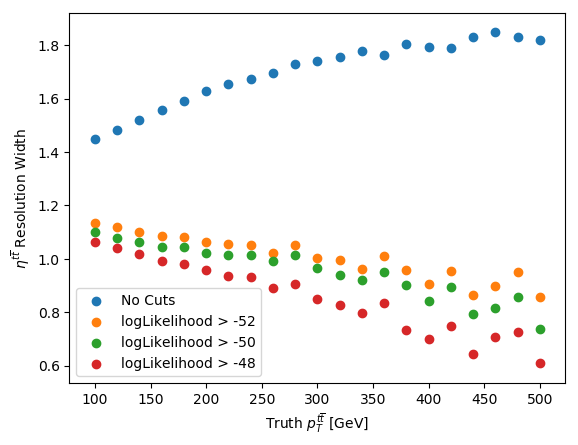 1.8
1.6
1.4
1.2
1.0
0.8
0.6
η^{tt̅} Resolution Width
No Cuts
logLikelihood > -52
logLikelihood > -50
logLikelihood > -48
100 150 200 250 300 350 400 450 500
Truth p_T^{tt̅} [GeV]